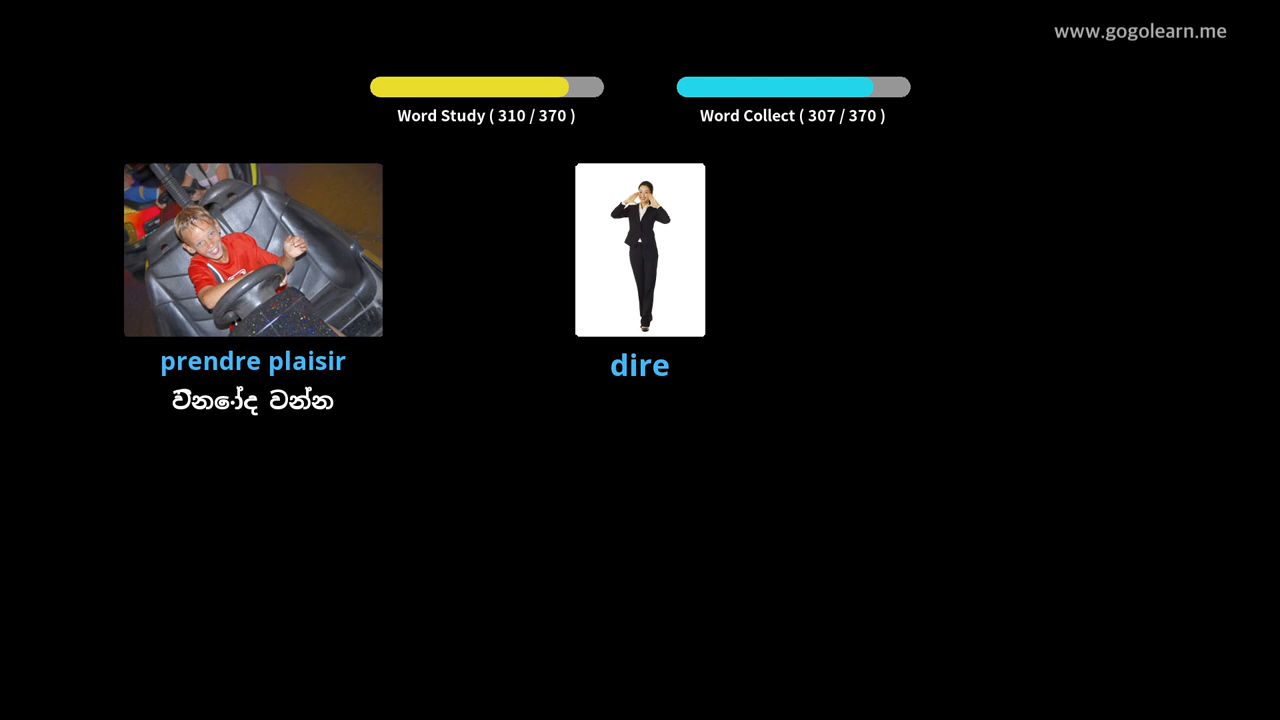 www.gogolearn.me
Word Study ( 310 / 370 )
Word Collect ( 307 / 370 )
prendre plaisir
විනෝද වන්න
dire